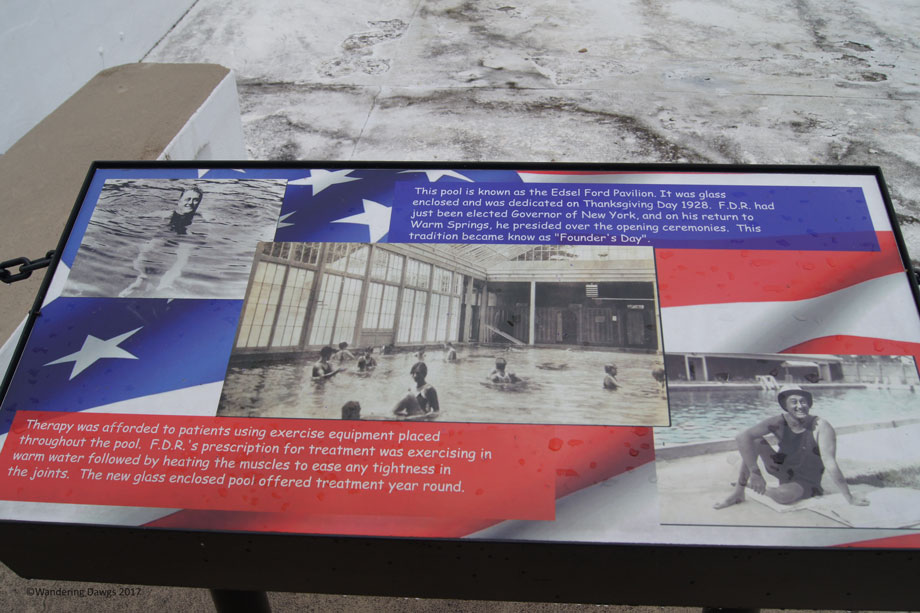 This pool is known as the Edsel Ford Pavilion. It was glass
enclosed and was dedicated on Thanksgiving Day 1928. F.D.R. had
just been elected Governor of New York, and on his return to
Warm Springs, he presided over the opening ceremonies. This
tradition became know as "Founder's Day".
Therapy was afforded to patients using exercise equipment placed
throughout the pool. F.D.R.'s prescription for treatment was exercising in
warm water followed by heating the muscles to ease any tightness in
the joints. The new glass enclosed pool offered treatment year round.
©Wandering Dawgs 2017